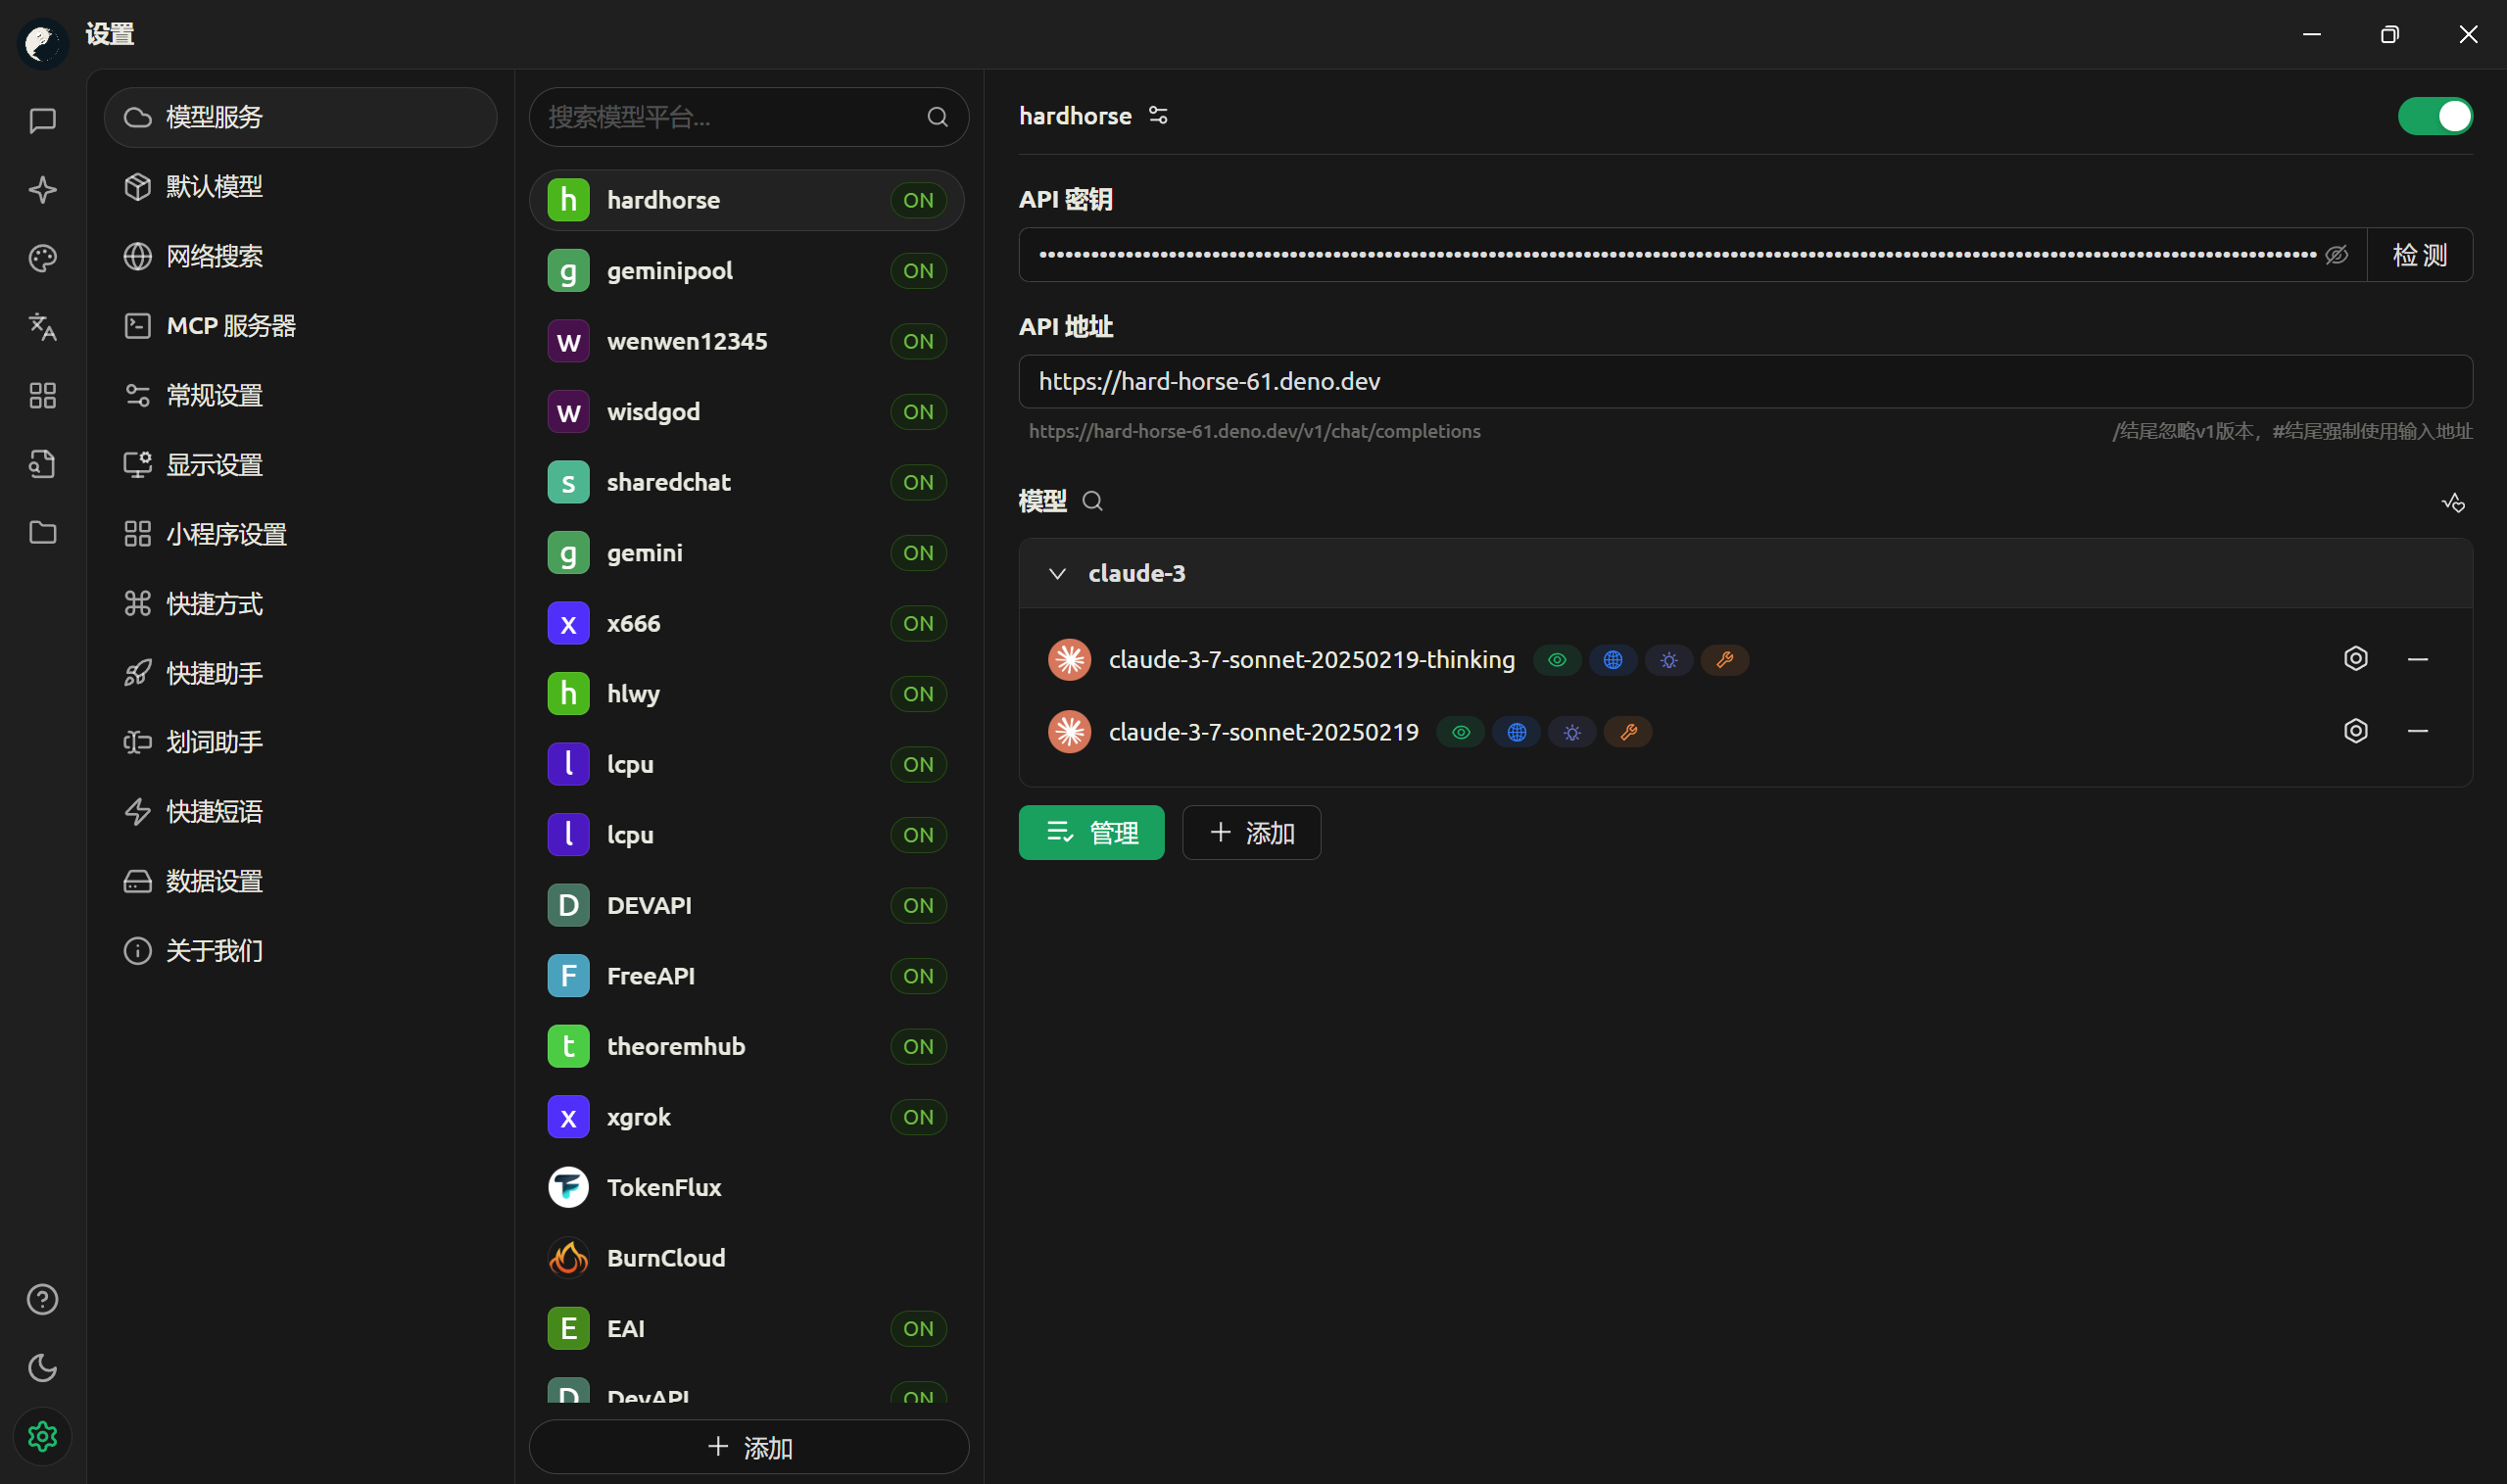 设置
模型服务
默认模型
网络搜索
MCP 服务器
常规设置
显示设置
小程序设置
快捷方式
快捷助手
划词助手
快捷短语
数据设置
关于我们
搜索模型平台...
h hardhorse ON
g geminipool ON
w wenwen12345 ON
w wisdgod ON
s sharedchat ON
g gemini ON
x x666 ON
h hlwy ON
l lcpu ON
l lcpu ON
D DEVAPI ON
F FreeAPI ON
t theoremhub ON
x xgrok ON
TokenFlux
BurnCloud
E EAI ON
D DevAPI ON
添加
hardhorse
API 密钥
检测
API 地址
https://hard-horse-61.deno.dev
https://hard-horse-61.deno.dev/v1/chat/completions
/结尾忽略v1版本，#结尾强制使用输入地址
模型
claude-3
claude-3-7-sonnet-20250219-thinking
claude-3-7-sonnet-20250219
管理
添加